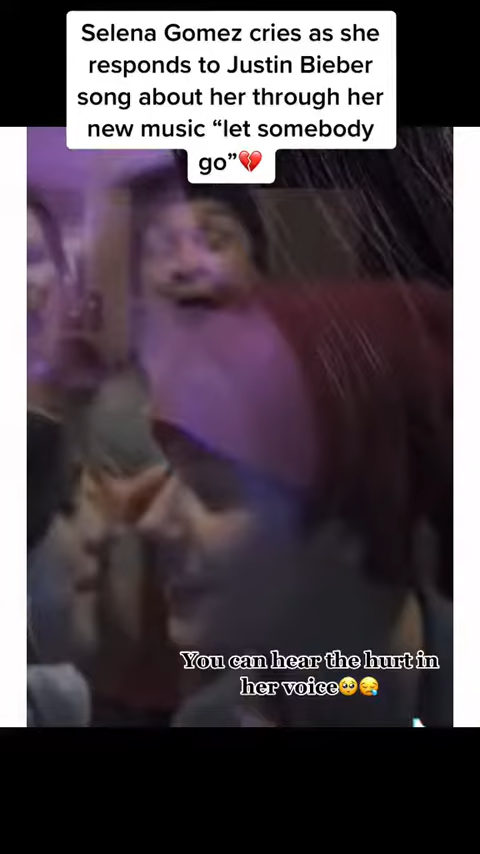 Selena Gomez cries as she
responds to Justin Bieber
song about her through her
new music “let somebody
go”💔
You can hear the hurt in
her voice🥺😪